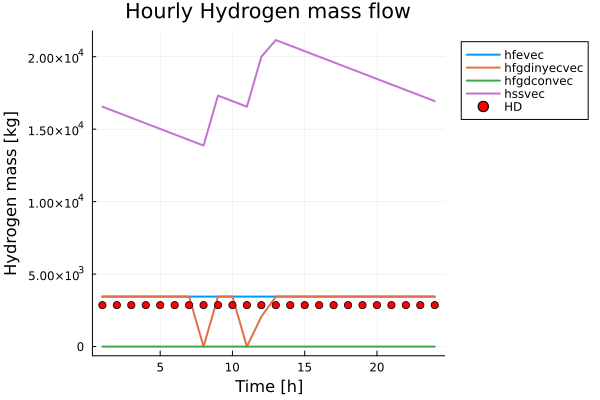 Hourly Hydrogen mass flow
Hydrogen mass [kg]
2.00×10⁴
1.50×10⁴
1.00×10⁴
5.00×10³
0
5 10 15 20
Time [h]
hfevec
hfgdinyecvec
hfgdconvec
hssvec
HD